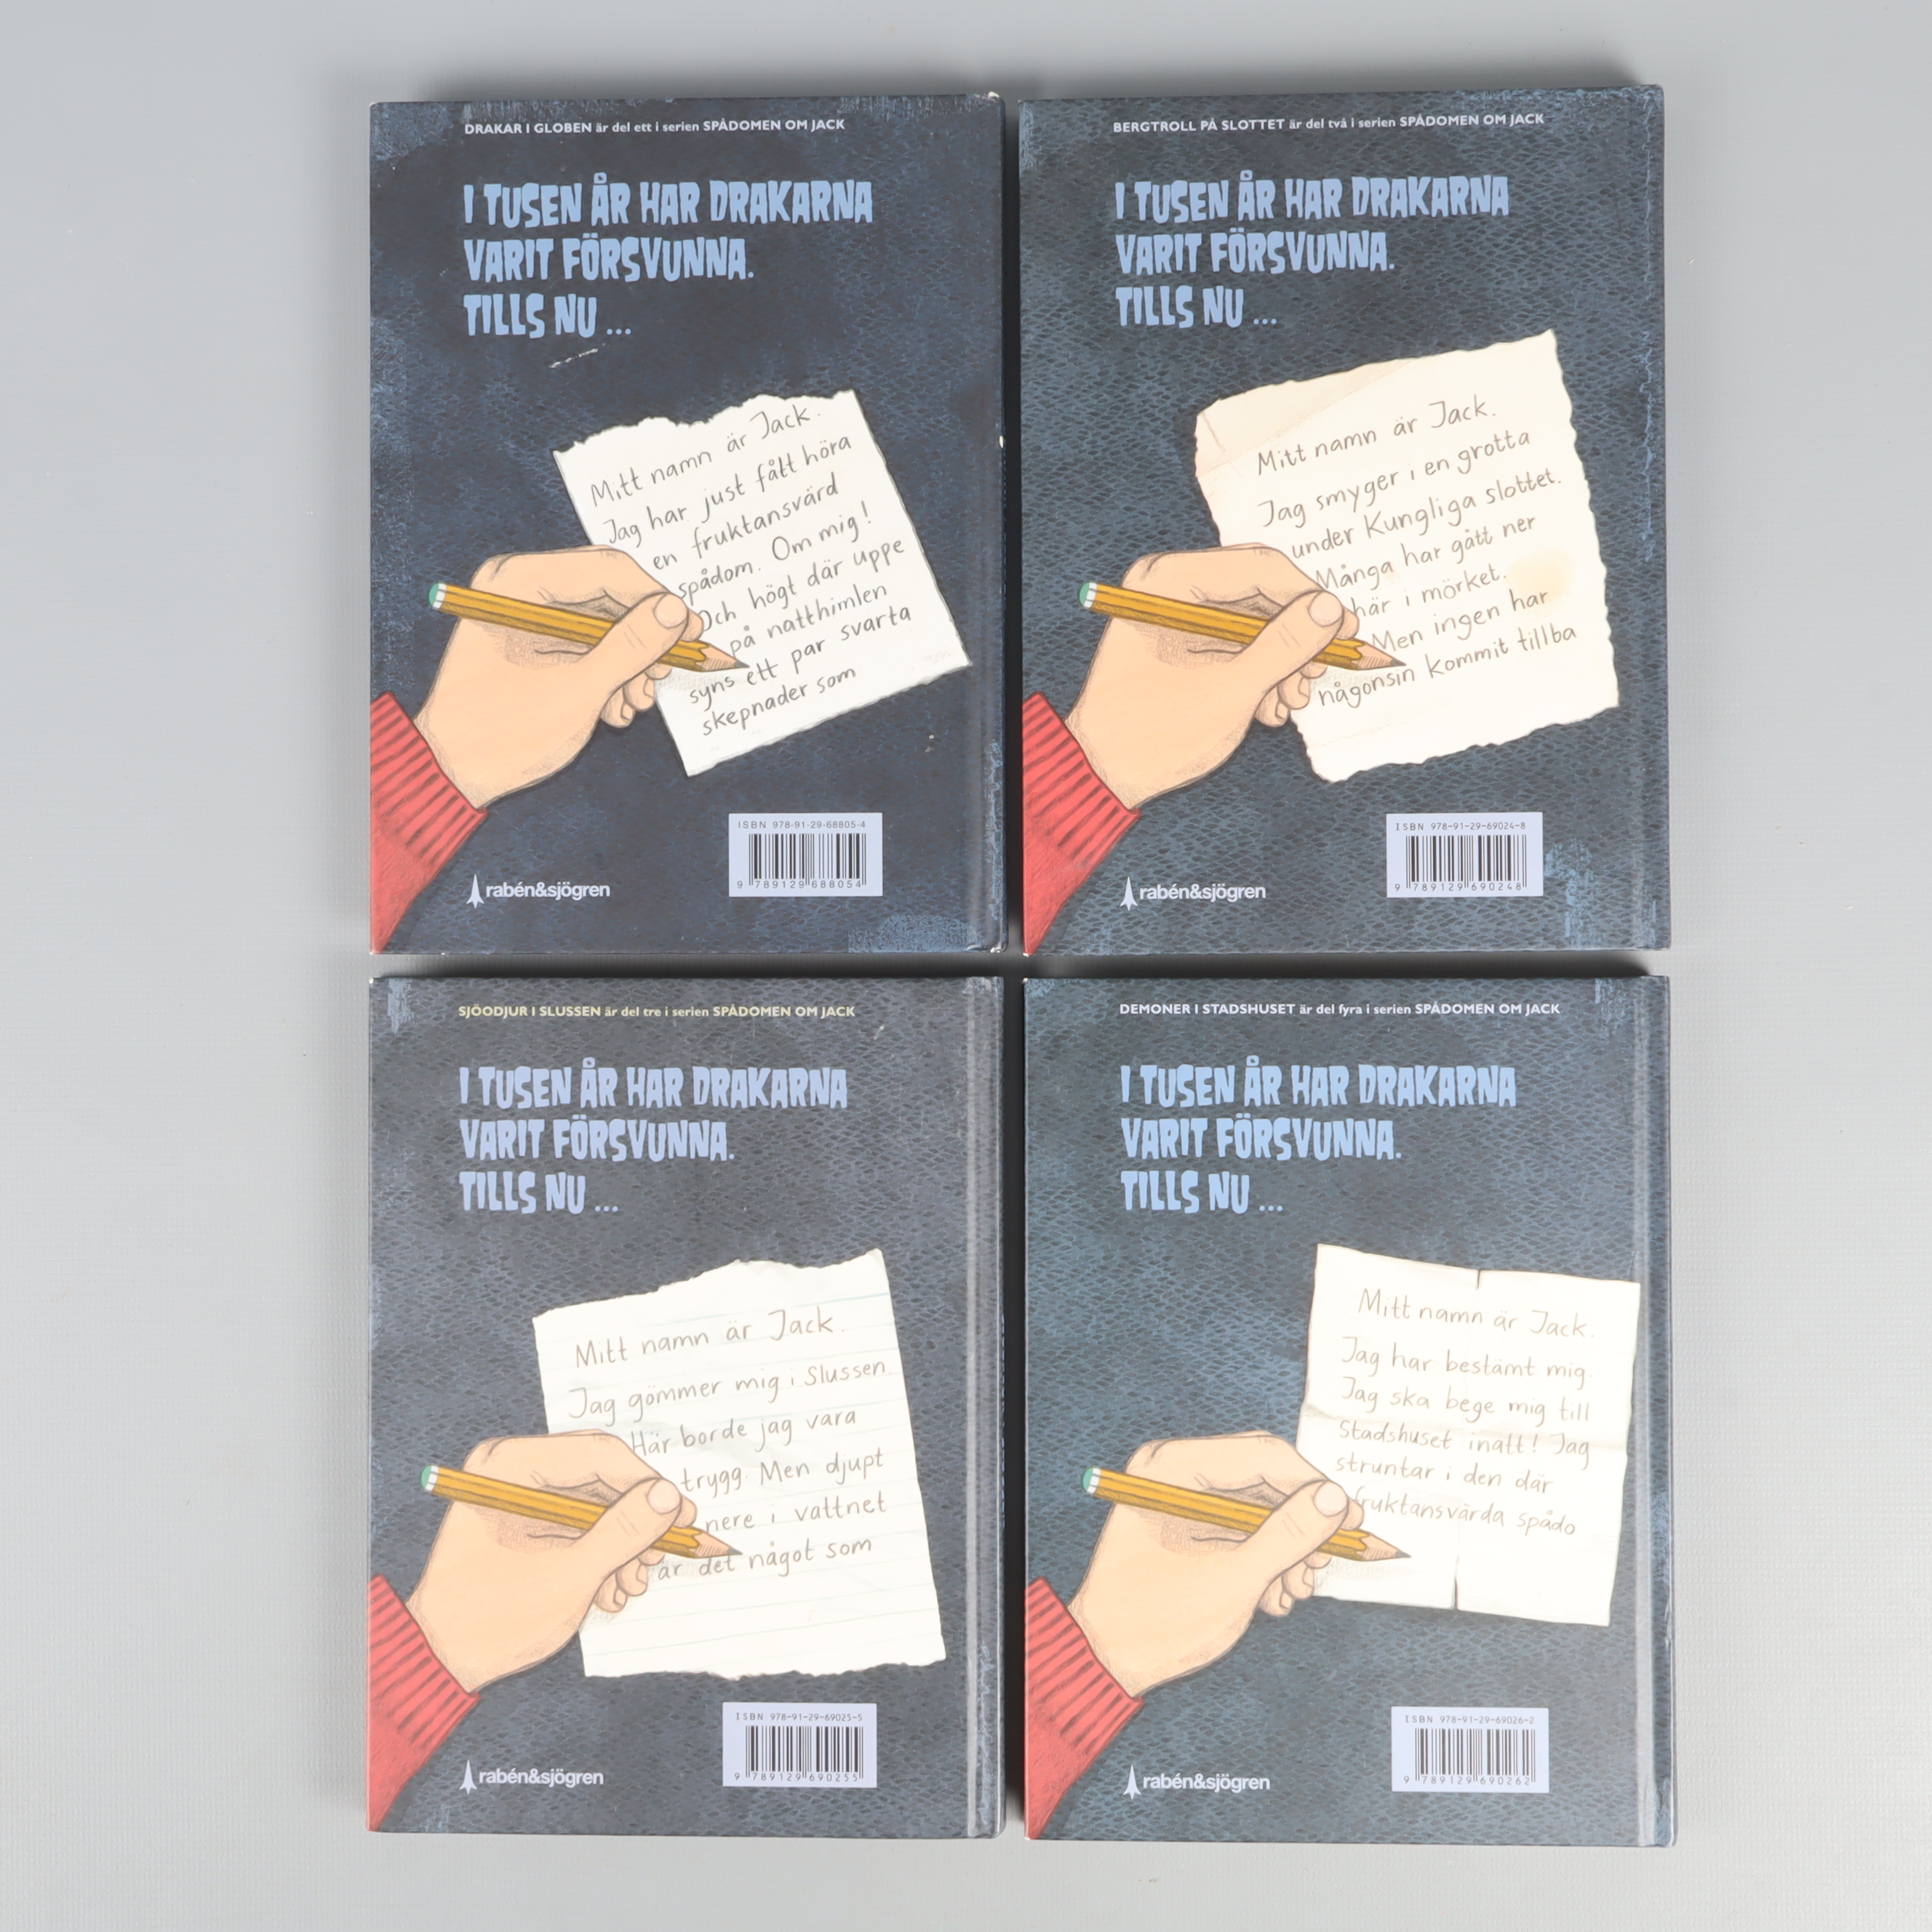 DRAKAR I GLOBEN är del ett i serien SPÅDOMEN OM JACK
I TUSEN ÅR HAR DRAKARNA
VARIT FÖRSVUNNA.
TILLS NU ...
Mitt namn är Jack.
Jag har just fått höra
en fruktansvärd
spådom. Om mig!
Och högt där uppe
på natthimlen
syns ett par svarta
skepnader som
ISBN 978-91-29-68805-4
9 789129 688054
rabén&sjögren
BERGTROLL PÅ SLOTTET är del två i serien SPÅDOMEN OM JACK
I TUSEN ÅR HAR DRAKARNA
VARIT FÖRSVUNNA.
TILLS NU ...
Mitt namn är Jack.
Jag smyger i en grotta
under Kungliga slottet.
Många har gått ner
här i mörket.
Men ingen har
någonsin kommit tillba
ISBN 978-91-29-69024-8
9 789129 690248
rabén&sjögren
SJÖODJUR I SLUSSEN är del tre i serien SPÅDOMEN OM JACK
I TUSEN ÅR HAR DRAKARNA
VARIT FÖRSVUNNA.
TILLS NU ...
Mitt namn är Jack.
Jag gömmer mig i Slussen
Här borde jag vara
trygg. Men djupt
nere i vattnet
är det något som
ISBN 978-91-29-69025-5
9 789129 690255
rabén&sjögren
DEMONER I STADSHUSET är del fyra i serien SPÅDOMEN OM JACK
I TUSEN ÅR HAR DRAKARNA
VARIT FÖRSVUNNA.
TILLS NU ...
Mitt namn är Jack.
Jag har bestämt mig.
Jag ska bege mig till
Stadshuset inatt! Jag
struntar i den där
fruktansvärda spådo
ISBN 978-91-29-69026-2
9 789129 690262
rabén&sjögren